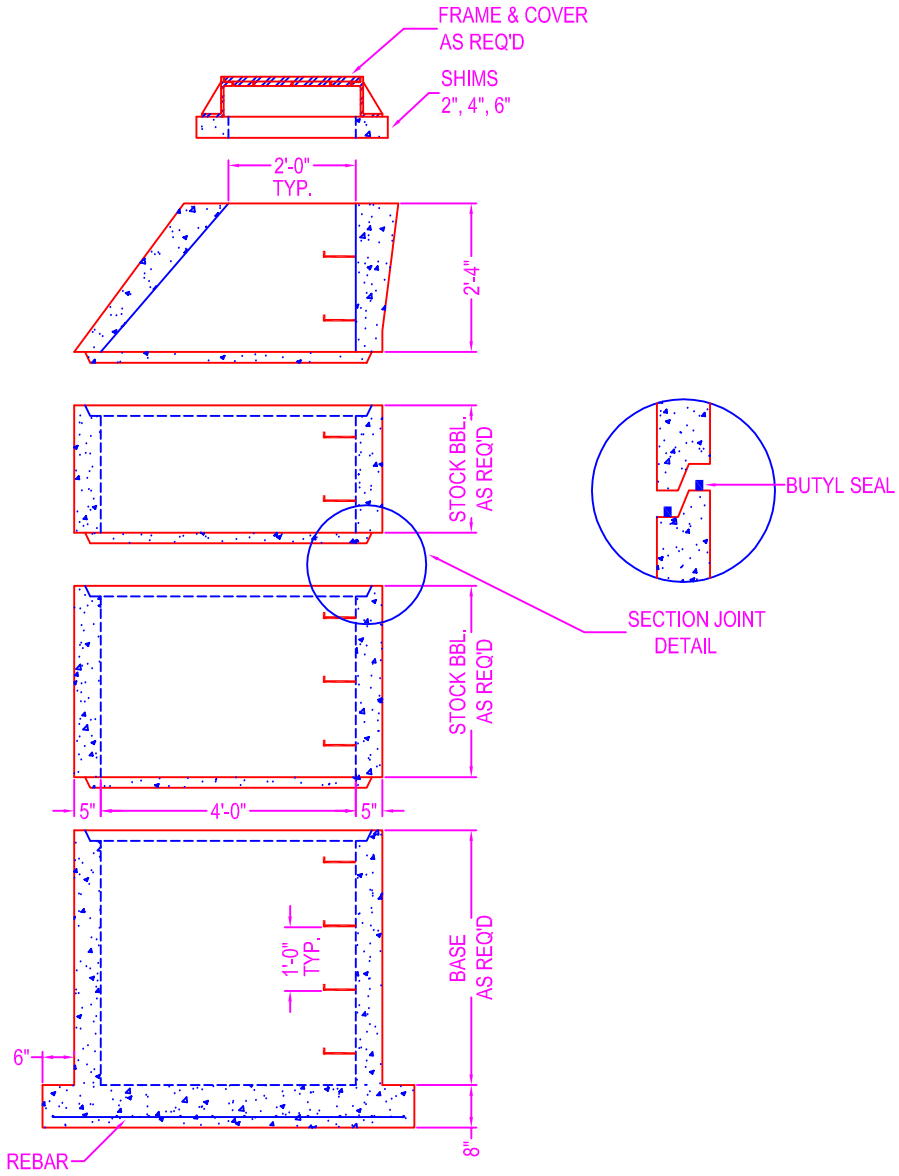 FRAME & COVER
AS REQ'D
SHIMS
2", 4", 6"
2'-0"
TYP.
2'-4"
STOCK BBL.
AS REQ'D
BUTYL SEAL
SECTION JOINT
DETAIL
STOCK BBL.
AS REQ'D
5"
4'-0"
5"
1'-0"
TYP.
BASE
AS REQ'D
6"
8"
REBAR